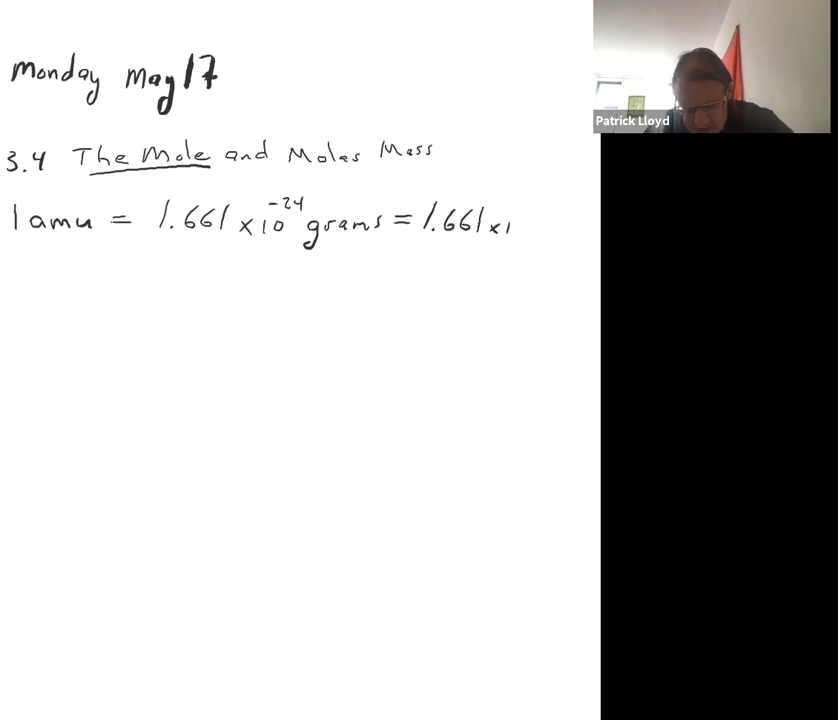 Monday May 17
Patrick Lloyd
3.4 The Mole and Molar Mass
1 amu = 1.661 x 10^-24 grams = 1.661 x 1